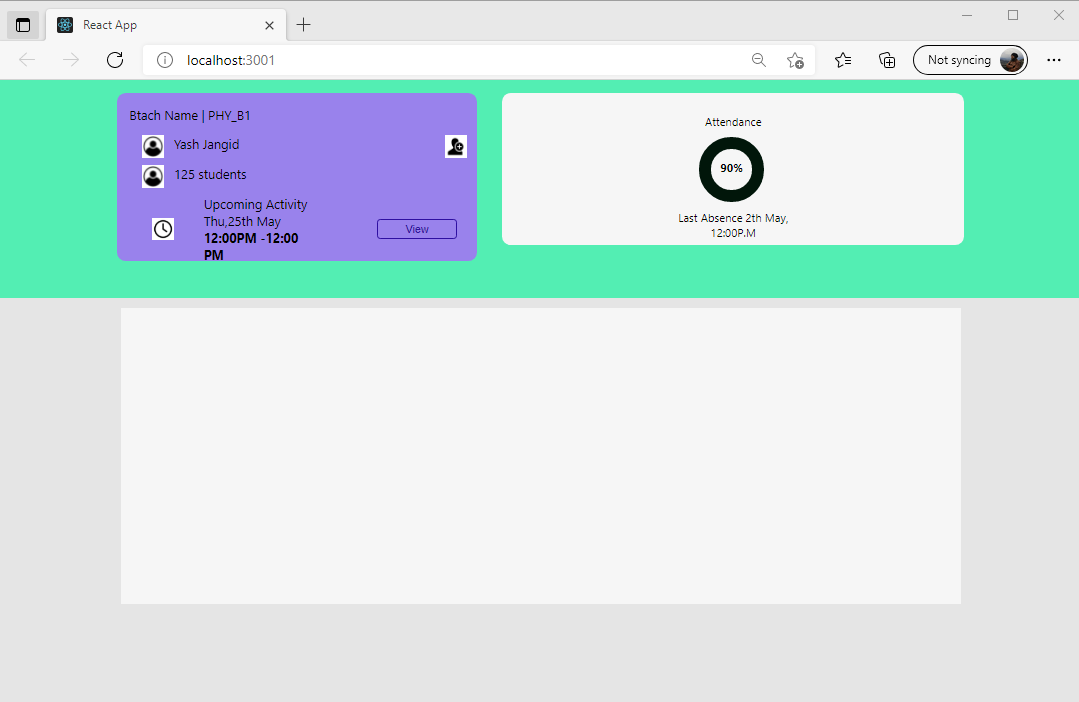 React App
localhost:3001
Not syncing
Btach Name | PHY_B1
Yash Jangid
125 students
Upcoming Activity
Thu,25th May
12:00PM -12:00
PM
View
Attendance
90%
Last Absence 2th May,
12:00P.M